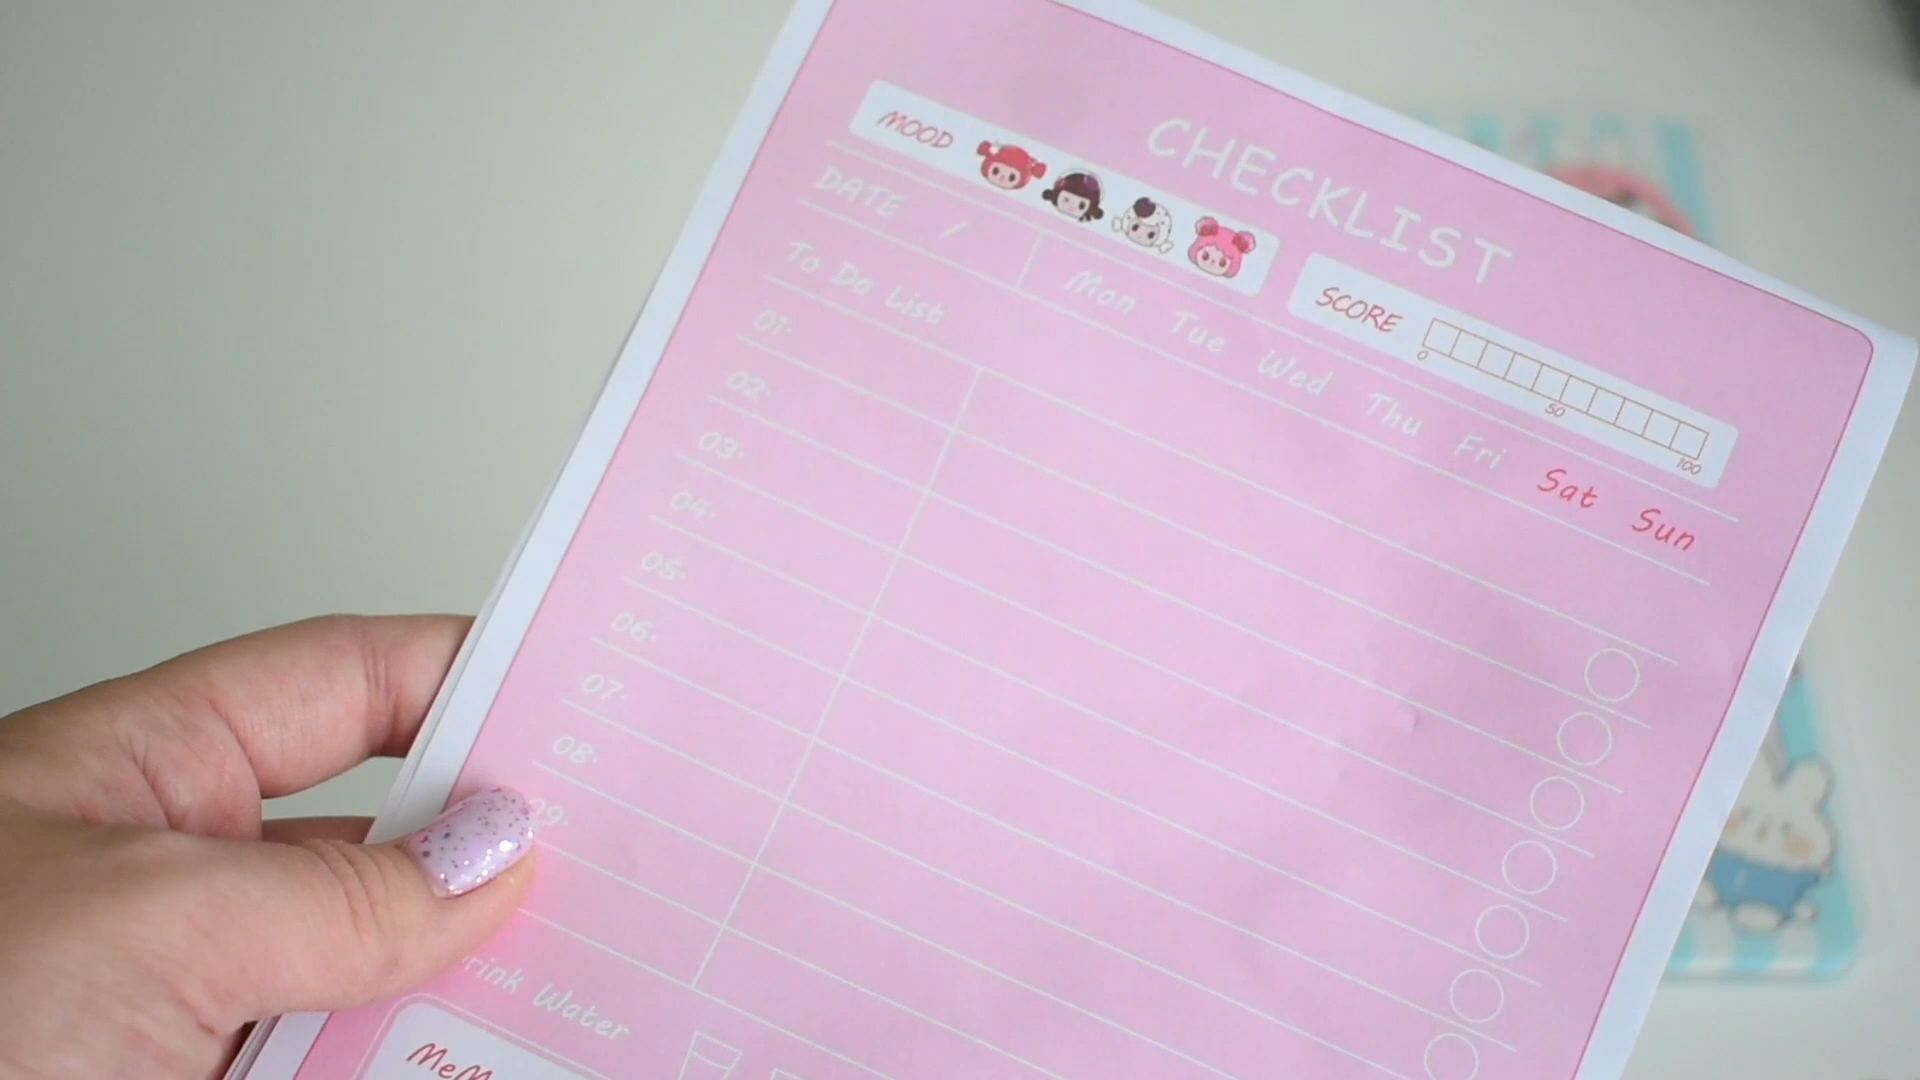 CHECKLIST
MOOD
SCORE
0 50 100
DATE /
Mon Tue Wed Thu Fri Sat Sun
To Do List
01.
02.
03.
04.
05.
06.
07.
08.
09.
Water